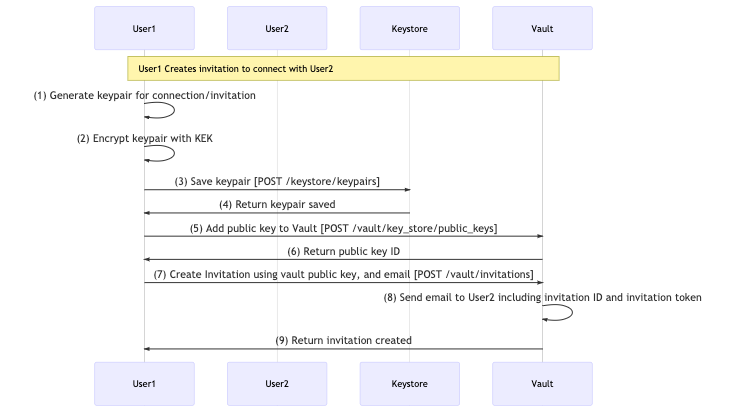 User1 User2 Keystore Vault
User1 Creates invitation to connect with User2
(1) Generate keypair for connection/invitation
(2) Encrypt keypair with KEK
(3) Save keypair [POST /keystore/keypairs]
(4) Return keypair saved
(5) Add public key to Vault [POST /vault/key_store/public_keys]
(6) Return public key ID
(7) Create Invitation using vault public key, and email [POST /vault/invitations]
(8) Send email to User2 including invitation ID and invitation token
(9) Return invitation created
User1 User2 Keystore Vault